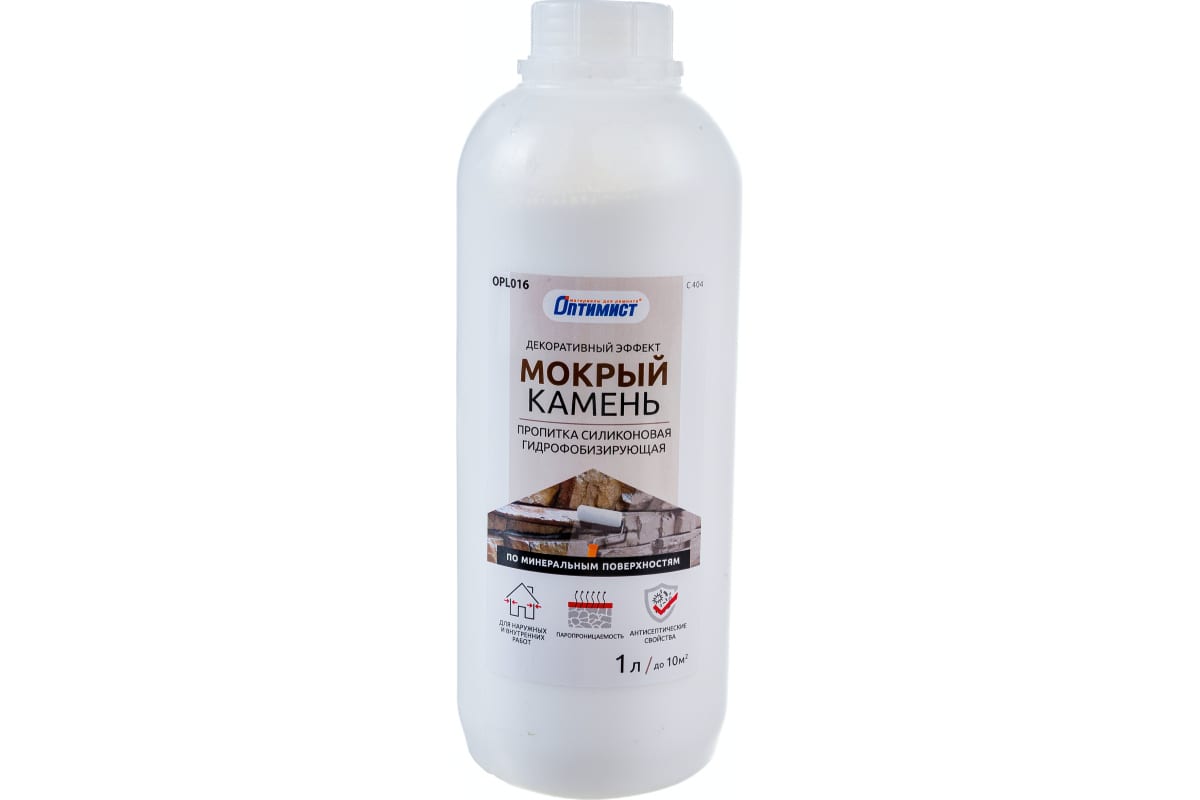 OPL016
С 404
материалы для ремонта®
Оптимист
ДЕКОРАТИВНЫЙ ЭФФЕКТ
МОКРЫЙ
КАМЕНЬ
ПРОПИТКА СИЛИКОНОВАЯ
ГИДРОФОБИЗИРУЮЩАЯ
ПО МИНЕРАЛЬНЫМ ПОВЕРХНОСТЯМ
ДЛЯ НАРУЖНЫХ
И ВНУТРЕННИХ
РАБОТ
ПАРОПРОНИЦАЕМОСТЬ
АНТИСЕПТИЧЕСКИЕ
СВОЙСТВА
1 л / до 10м²